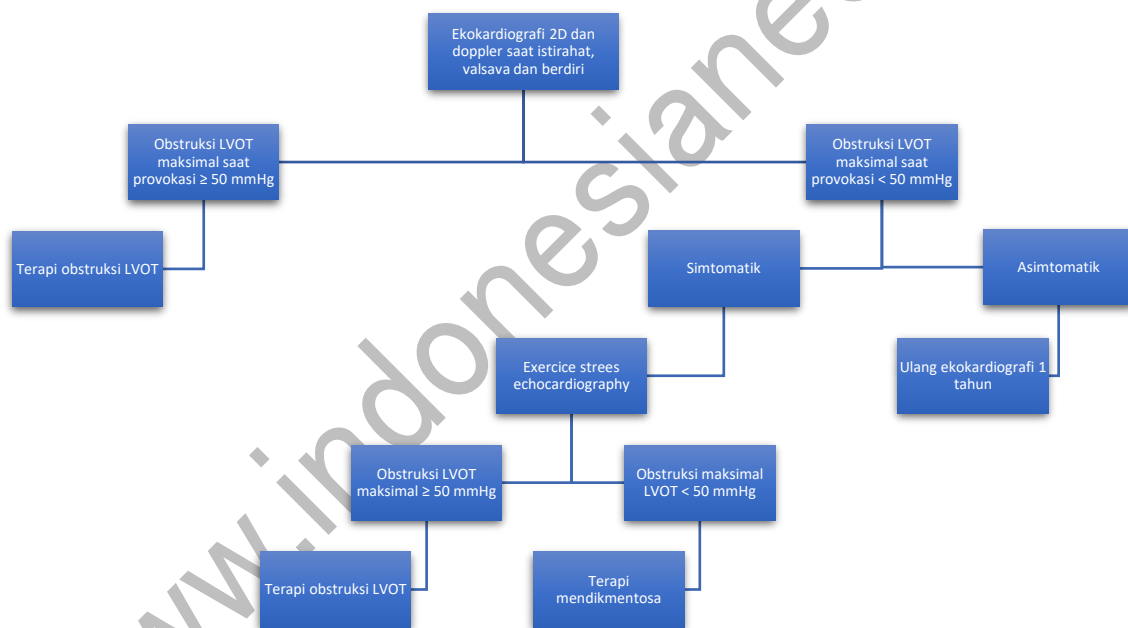 Ekokardiografi 2D dan
doppler saat istirahat,
valsava dan berdiri
Obstruksi LVOT
maksimal saat
provokasi ≥ 50 mmHg
Obstruksi LVOT
maksimal saat
provokasi < 50 mmHg
Terapi obstruksi LVOT
Simtomatik
Asimtomatik
Exercice strees
echocardiography
Ulang ekokardiografi 1
tahun
Obstruksi LVOT
maksimal ≥ 50 mmHg
Obstruksi maksimal
LVOT < 50 mmHg
Terapi obstruksi LVOT
Terapi
mendikmentosa
www.indonesiane